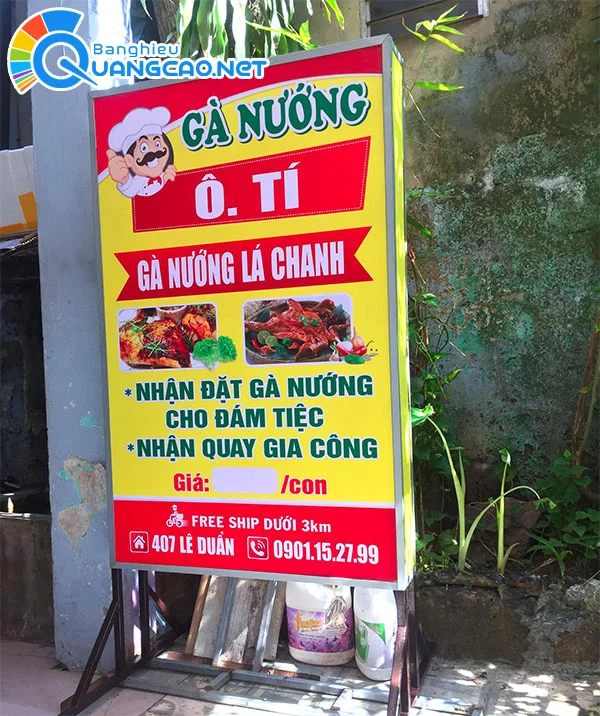 Banghieu
QUANGCAO.NET
GÀ NƯỚNG
Ô. TÍ
GÀ NƯỚNG LÁ CHANH
*NHẬN ĐẶT GÀ NƯỚNG
CHO ĐÁM TIỆC
*NHẬN QUAY GIA CÔNG
Giá: /con
FREE SHIP DƯỚI 3km
407 LÊ DUẨN 0901.15.27.99